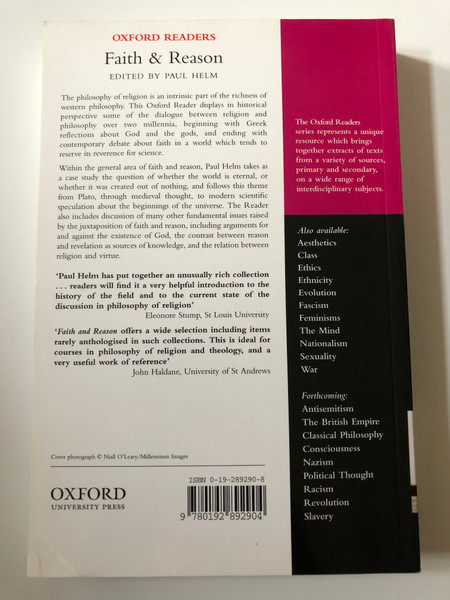 OXFORD READERS
Faith & Reason
EDITED BY PAUL HELM
The philosophy of religion is an intrinsic part of the richness of
western philosophy. This Oxford Reader displays in historical
perspective some of the dialogue between religion and
philosophy over two millennia, beginning with Greek
reflections about God and the gods, and ending with
contemporary debate about faith in a world which tends to
reserve its reverence for science.
Within the general area of faith and reason, Paul Helm takes as
a case study the question of whether the world is eternal, or
whether it was created out of nothing, and follows this theme
from Plato, through medieval thought, to modern scientific
speculation about the beginnings of the universe. The Reader
also includes discussion of many other fundamental issues raised
by the juxtaposition of faith and reason, including arguments for
and against the existence of God, the contrast between reason
and revelation as sources of knowledge, and the relation between
religion and virtue.
‘Paul Helm has put together an unusually rich collection
. . . readers will find it a very helpful introduction to the
history of the field and to the current state of the
discussion in philosophy of religion’
Eleonore Stump, St Louis University
‘Faith and Reason offers a wide selection including items
rarely anthologised in such collections. This is ideal for
courses in philosophy of religion and theology, and a
very useful work of reference’
John Haldane, University of St Andrews
Cover photograph © Niall O'Leary/Millennium Images
OXFORD
UNIVERSITY PRESS
ISBN 0-19-289290-8
9 780192 892904
The Oxford Readers
series represents a unique
resource which brings
together extracts of texts
from a variety of sources,
primary and secondary,
on a wide range of
interdisciplinary subjects.
Also available:
Aesthetics
Class
Ethics
Ethnicity
Evolution
Fascism
Feminisms
The Mind
Nationalism
Sexuality
War
Forthcoming:
Antisemitism
The British Empire
Classical Philosophy
Consciousness
Nazism
Political Thought
Racism
Revolution
Slavery